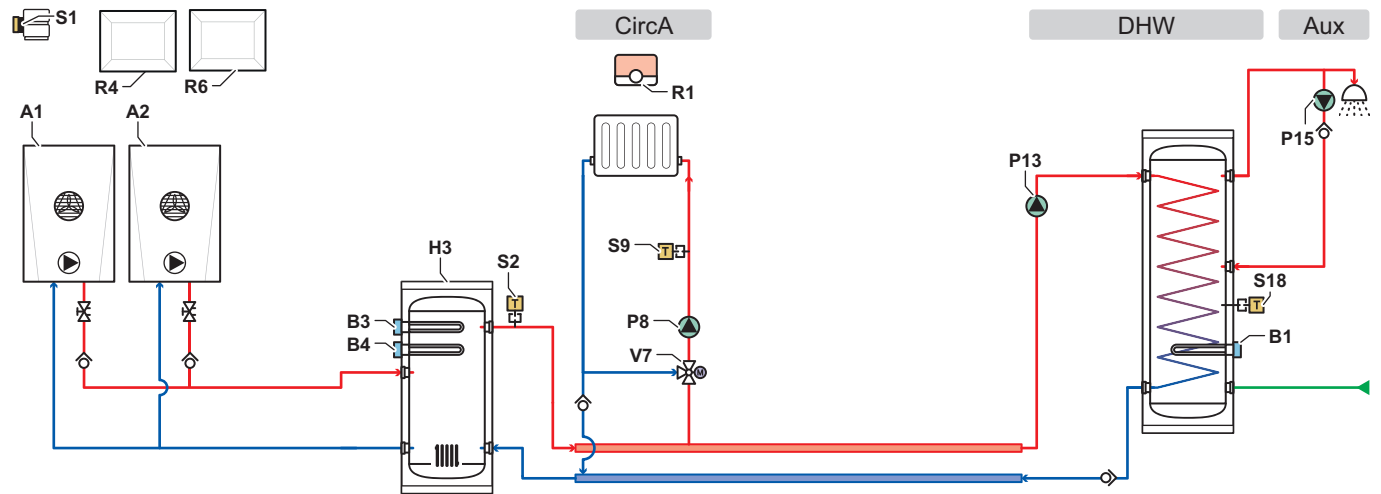 S1
CircA
DHW
Aux
R4
R6
R1
A1
A2
P15
P13
S9
T
H3
S2
T
S18
T
B3
P8
B4
B1
V7
M